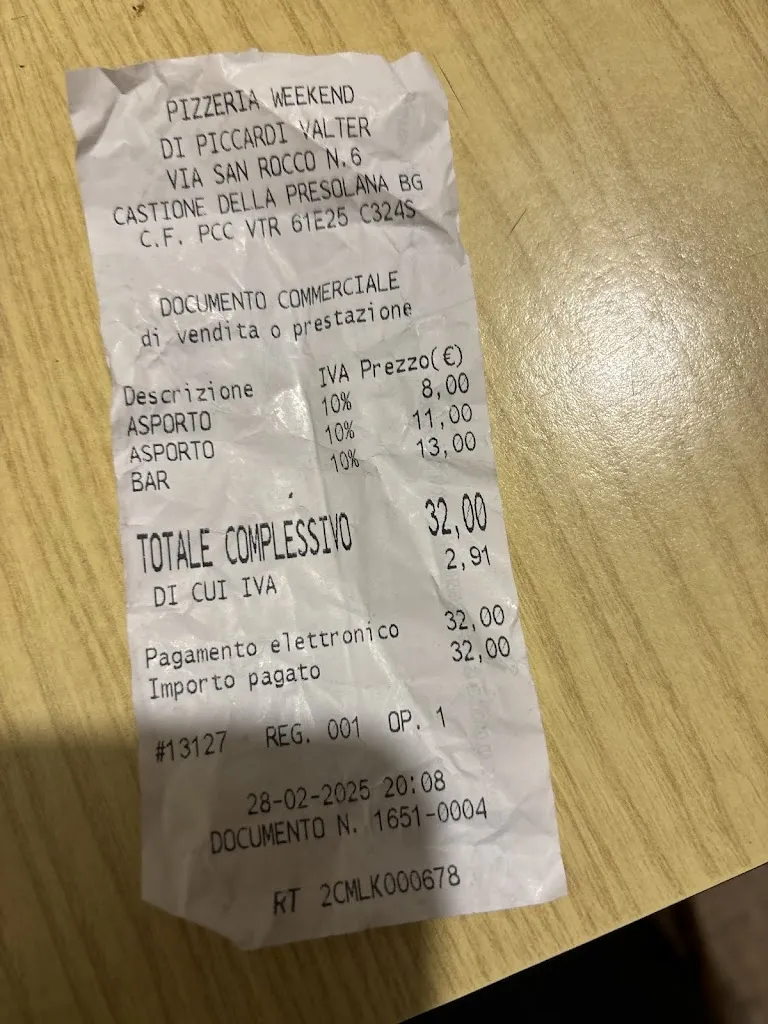 PIZZERIA WEEKEND
DI PICCARDI VALTER
VIA SAN ROCCO N.6
CASTIONE DELLA PRESOLANA BG
C.F. PCC VTR 61E25 C324S
DOCUMENTO COMMERCIALE
di vendita o prestazione
Descrizione IVA Prezzo(€)
ASPORTO 10% 8,00
ASPORTO 10% 11,00
BAR 10% 13,00
TOTALE COMPLESSIVO 32,00
DI CUI IVA 2,91
Pagamento elettronico 32,00
Importo pagato 32,00
#13127 REG. 001 OP. 1
28-02-2025 20:08
DOCUMENTO N. 1651-0004
RT 2CMLK000678